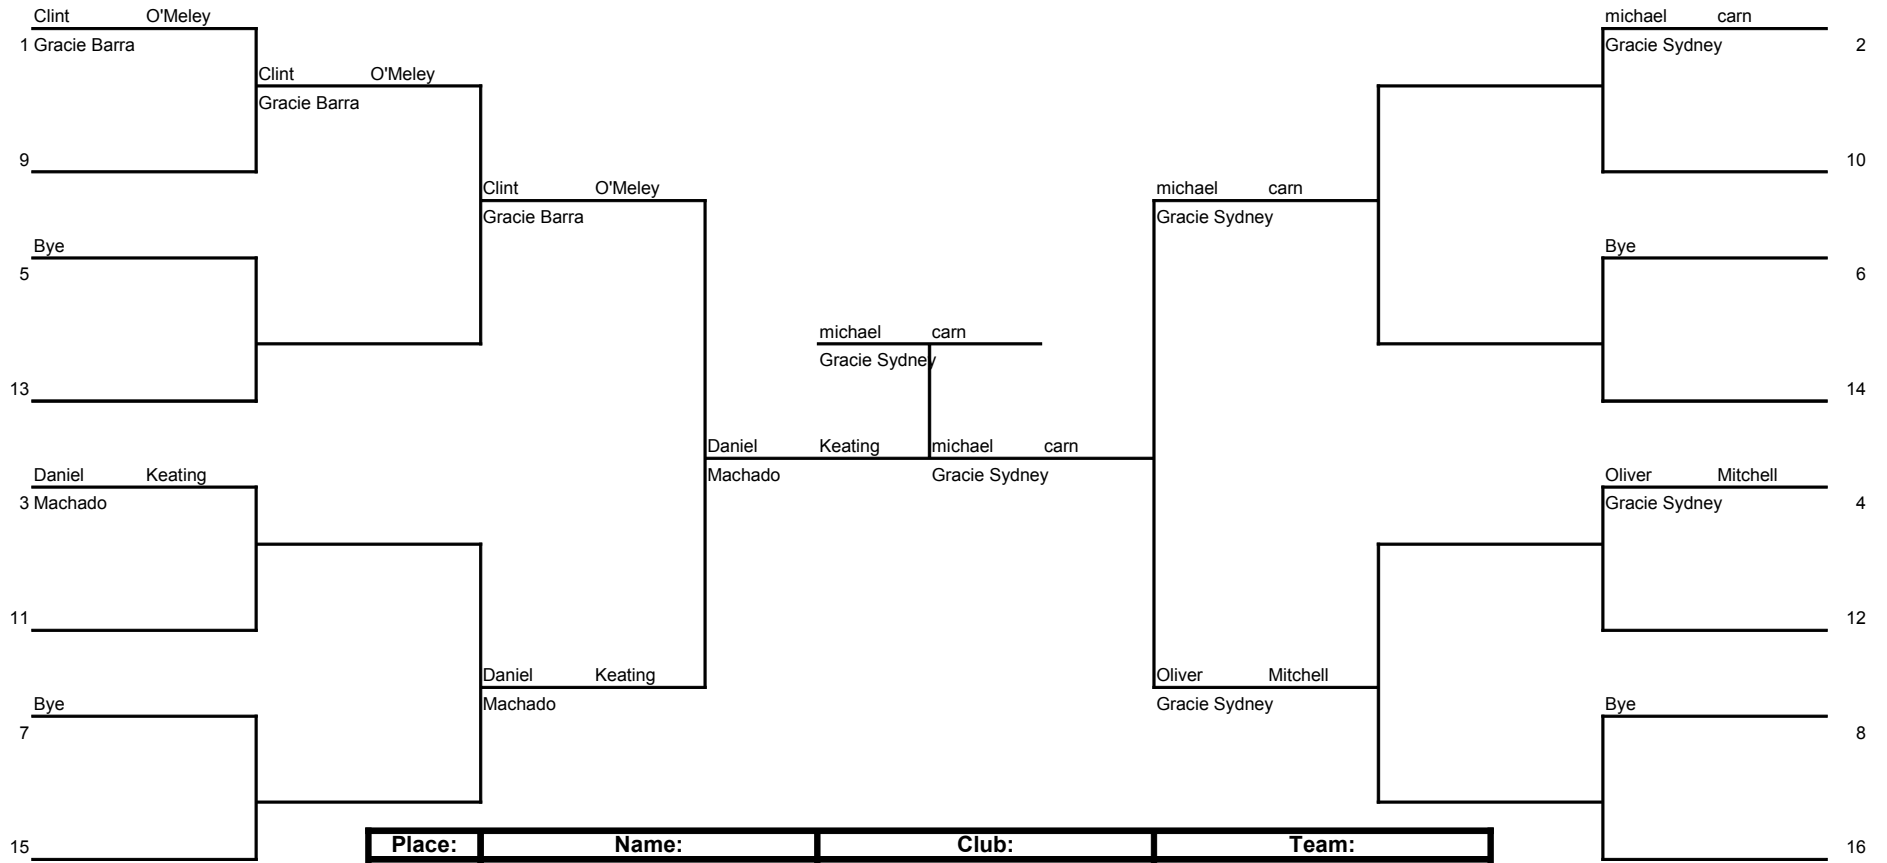 Clint O'Meley
michael carn
1 Gracie Barra
Gracie Sydney 2
Clint O'Meley
Gracie Barra
9
10
Clint O'Meley
michael carn
Gracie Barra
Gracie Sydney
Bye
Bye
5
6
michael carn
Gracie Sydney
13
14
Daniel Keating
michael carn
Machado
Gracie Sydney
Daniel Keating
Oliver Mitchell
3 Machado
Gracie Sydney 4
11
12
Daniel Keating
Oliver Mitchell
Machado
Gracie Sydney
Bye
Bye
7
8
15
16
Place: Name: Club: Team: